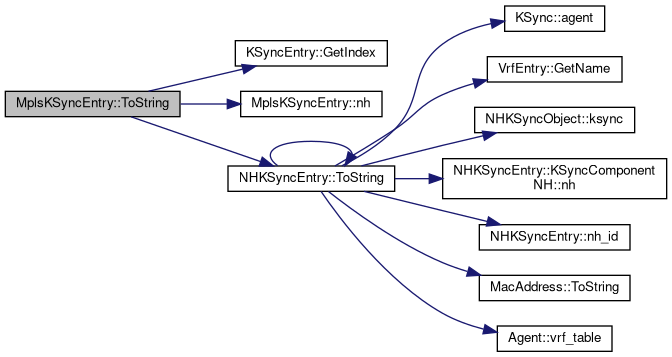 MplsKSyncEntry::ToString
KSyncEntry::GetIndex
MplsKSyncEntry::nh
NHKSyncEntry::ToString
KSync::agent
VrfEntry::GetName
NHKSyncObject::ksync
NHKSyncEntry::KSyncComponent
NH::nh
NHKSyncEntry::nh_id
MacAddress::ToString
Agent::vrf_table